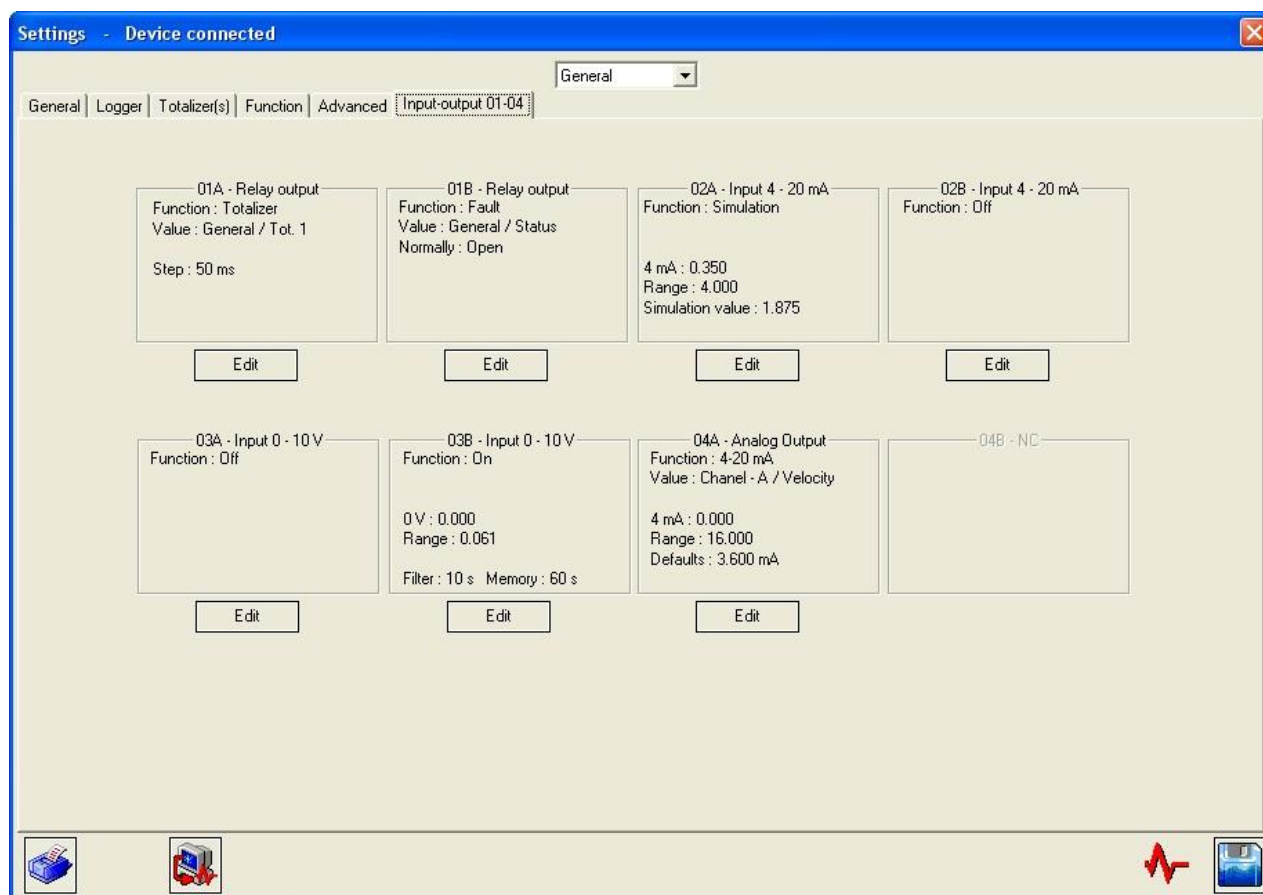 Settings - Device connected
General
General
Logger
Totalizer(s)
Function
Advanced
Input-output 01-04
01A - Relay output
Function : Totalizer
Value : General / Tot. 1
Step : 50 ms
Edit
01B - Relay output
Function : Fault
Value : General / Status
Normally : Open
Edit
02A - Input 4 - 20 mA
Function : Simulation
4 mA : 0.350
Range : 4.000
Simulation value : 1.875
Edit
02B - Input 4 - 20 mA
Function : Off
Edit
03A - Input 0 - 10 V
Function : Off
Edit
03B - Input 0 - 10 V
Function : On
0 V : 0.000
Range : 0.061
Filter : 10 s Memory : 60 s
Edit
04A - Analog Output
Function : 4-20 mA
Value : Chanel - A / Velocity
4 mA : 0.000
Range : 16.000
Defaults : 3.600 mA
Edit
04B - NC